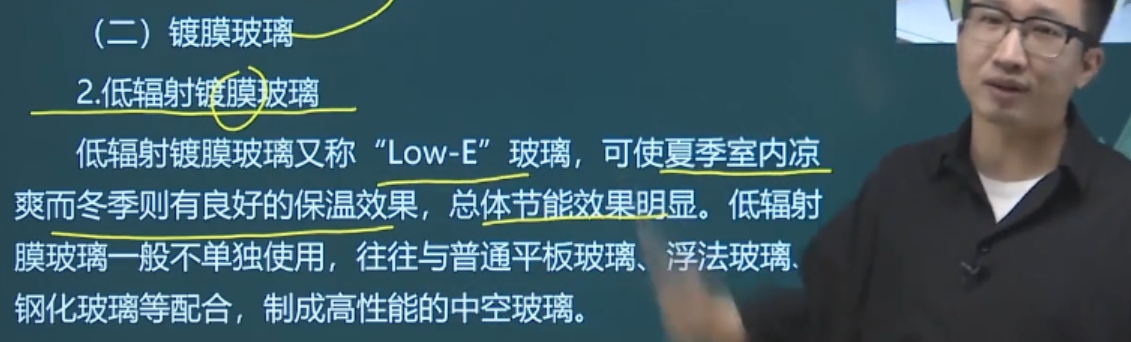 （二）镀膜玻璃
2.低辐射镀膜玻璃
低辐射镀膜玻璃又称“Low-E”玻璃，可使夏季室内凉
爽而冬季则有良好的保温效果，总体节能效果明显。低辐射
膜玻璃一般不单独使用，往往与普通平板玻璃、浮法玻璃、
钢化玻璃等配合，制成高性能的中空玻璃。